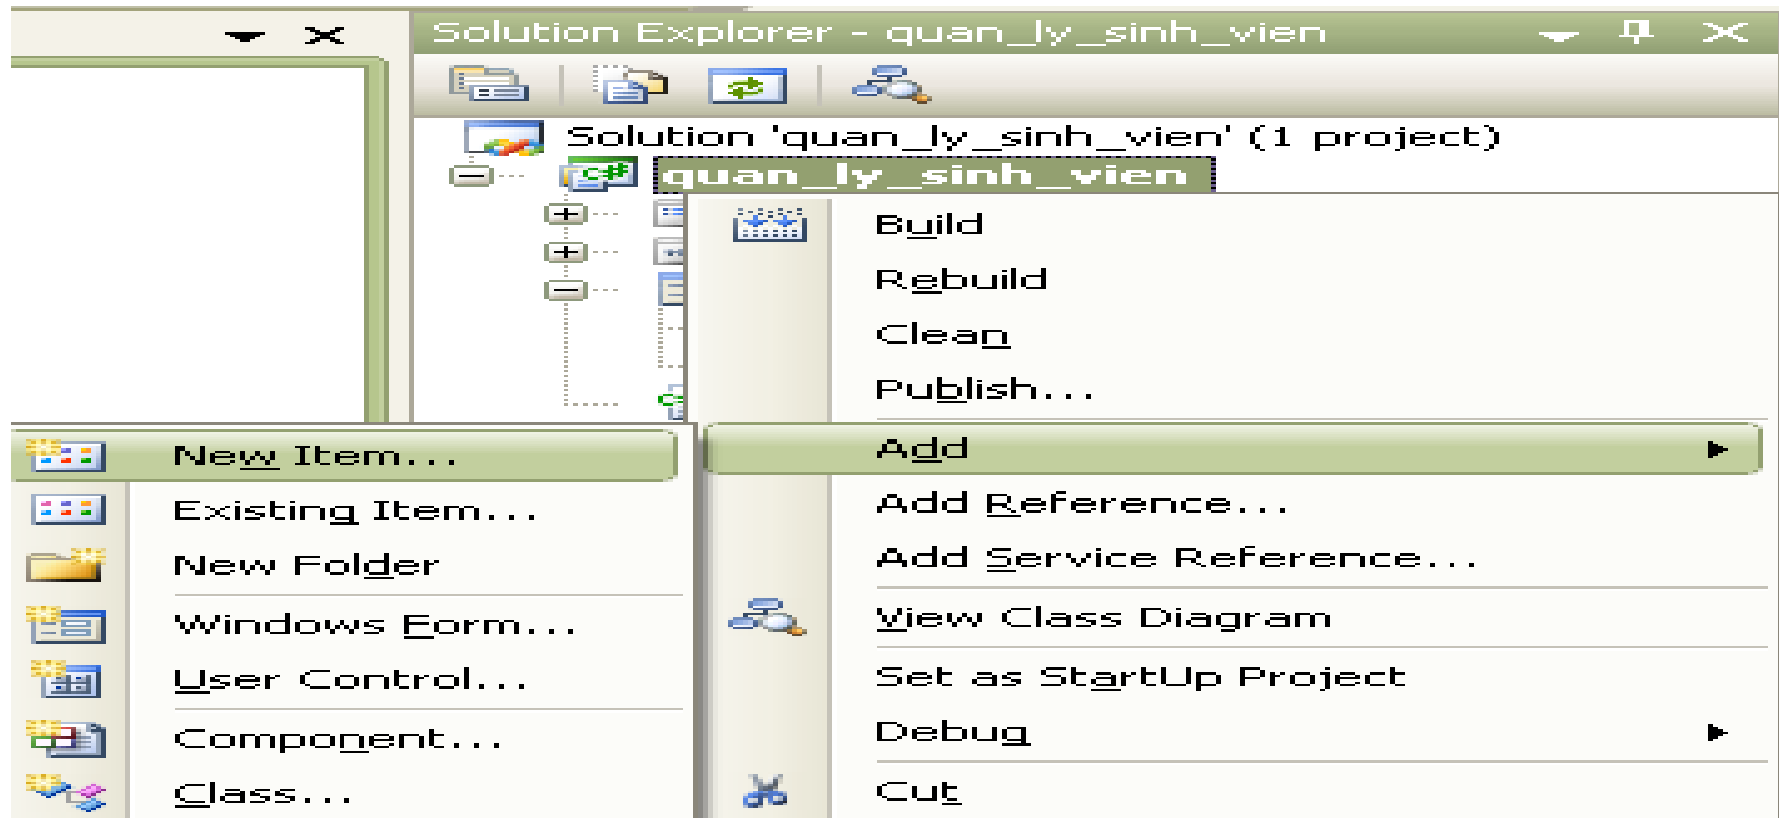 Solution Explorer - quan_ly_sinh_vien
Solution 'quan_ly_sinh_vien' (1 project)
C# quan_ly_sinh_vien
Build
Rebuild
Clean
Publish...
Add
Add Reference...
Add Service Reference...
View Class Diagram
Set as StartUp Project
Debug
Cut
New Item...
Existing Item...
New Folder
Windows Form...
User Control...
Component...
Class...